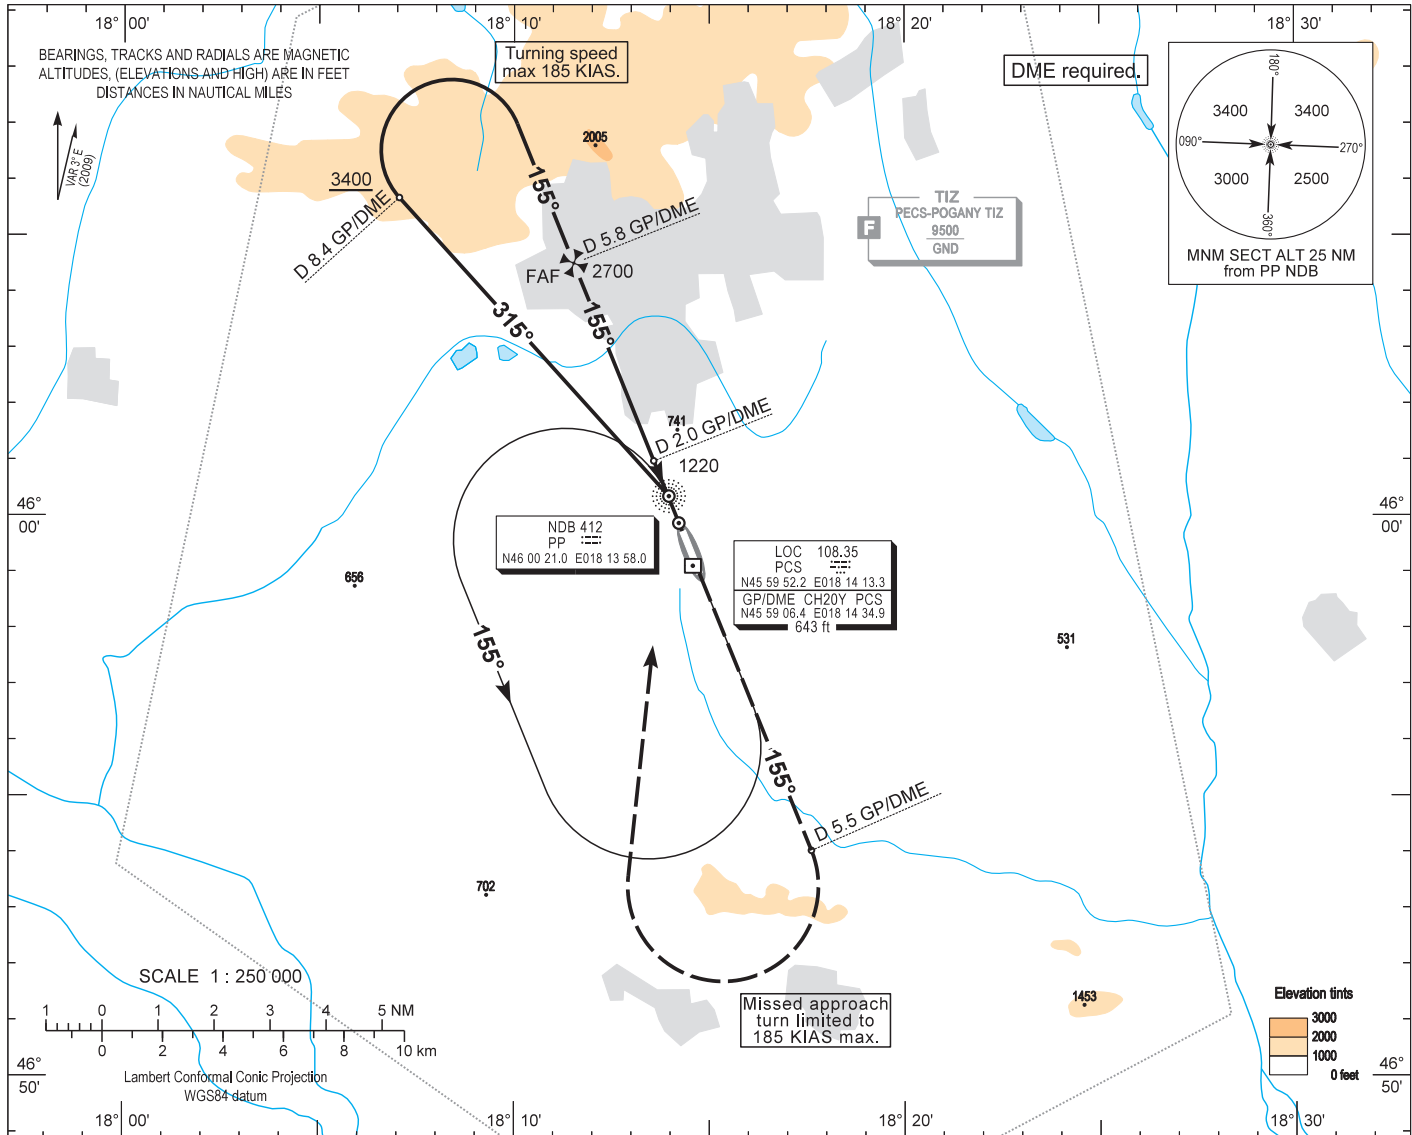 18° 00'
18° 10'
18° 20'
18° 30'
BEARINGS, TRACKS AND RADIALS ARE MAGNETIC
ALTITUDES, (ELEVATIONS AND HIGH) ARE IN FEET
DISTANCES IN NAUTICAL MILES
VAR 3° E
(2009)
Turning speed
max 185 KIAS.
DME required.
180°
3400 3400
090° 270°
3000 2500
360°
MNM SECT ALT 25 NM
from PP NDB
2005
3400
D 8.4 GP/DME
155°
D 5.8 GP/DME
FAF 2700
TIZ
PECS-POGANY TIZ
F
9500
GND
315°
155°
741
D 2.0 GP/DME
1220
46°
00'
46°
00'
NDB 412
PP
N46 00 21.0 E018 13 58.0
LOC 108.35
PCS
N45 59 52.2 E018 14 13.3
GP/DME CH20Y PCS
N45 59 06.4 E018 14 34.9
643 ft
656
531
155°
155°
D 5.5 GP/DME
702
SCALE 1 : 250 000
1 0 1 2 3 4 5 NM
0 2 4 6 8 10 km
Lambert Conformal Conic Projection
WGS84 datum
Missed approach
turn limited to
185 KIAS max.
1453
Elevation tints
3000
2000
1000
0 feet
46°
50'
46°
50'
18° 00'
18° 10'
18° 20'
18° 30'